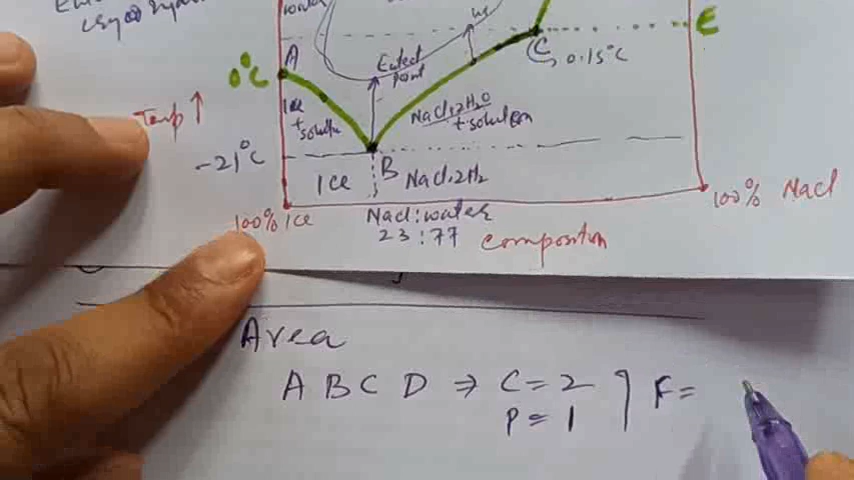 A
C
E
0°C
0.15°C
Eutect
point
Ice
+
solutn
NaCl.2H2O
+ solution
Temp ↑
-21°C
B
Ice
NaCl.2H2
100% Ice
100% NaCl
NaCl:water
23:77
composition
Area
A B C D ⇒ C = 2
P = 1
F =